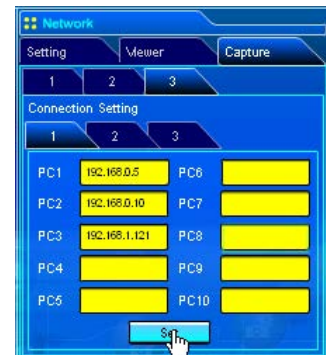 Network
Setting Viewer Capture
1 2 3
Connection Setting
1 2 3
PC1 192.168.0.5 PC6
PC2 192.168.0.10 PC7
PC3 192.168.1.121 PC8
PC4 PC9
PC5 PC10